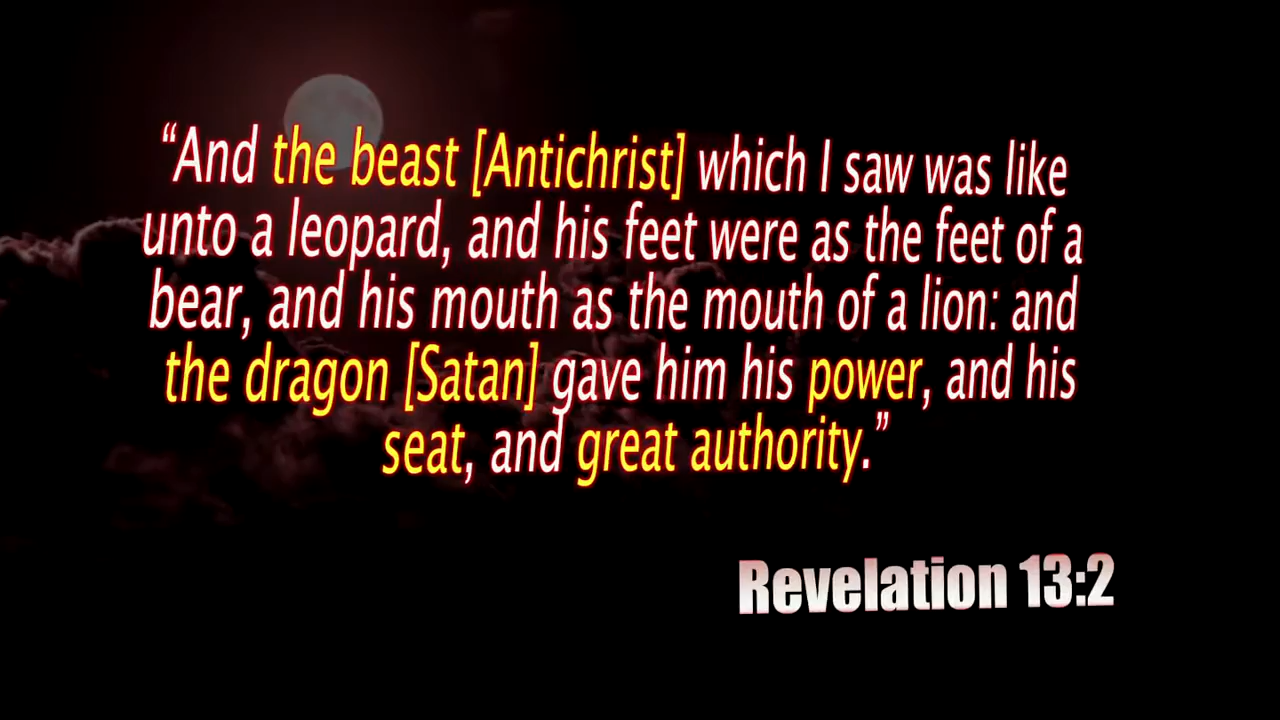 “And the beast [Antichrist] which I saw was like
unto a leopard, and his feet were as the feet of a
bear, and his mouth as the mouth of a lion: and
the dragon [Satan] gave him his power, and his
seat, and great authority.”
Revelation 13:2